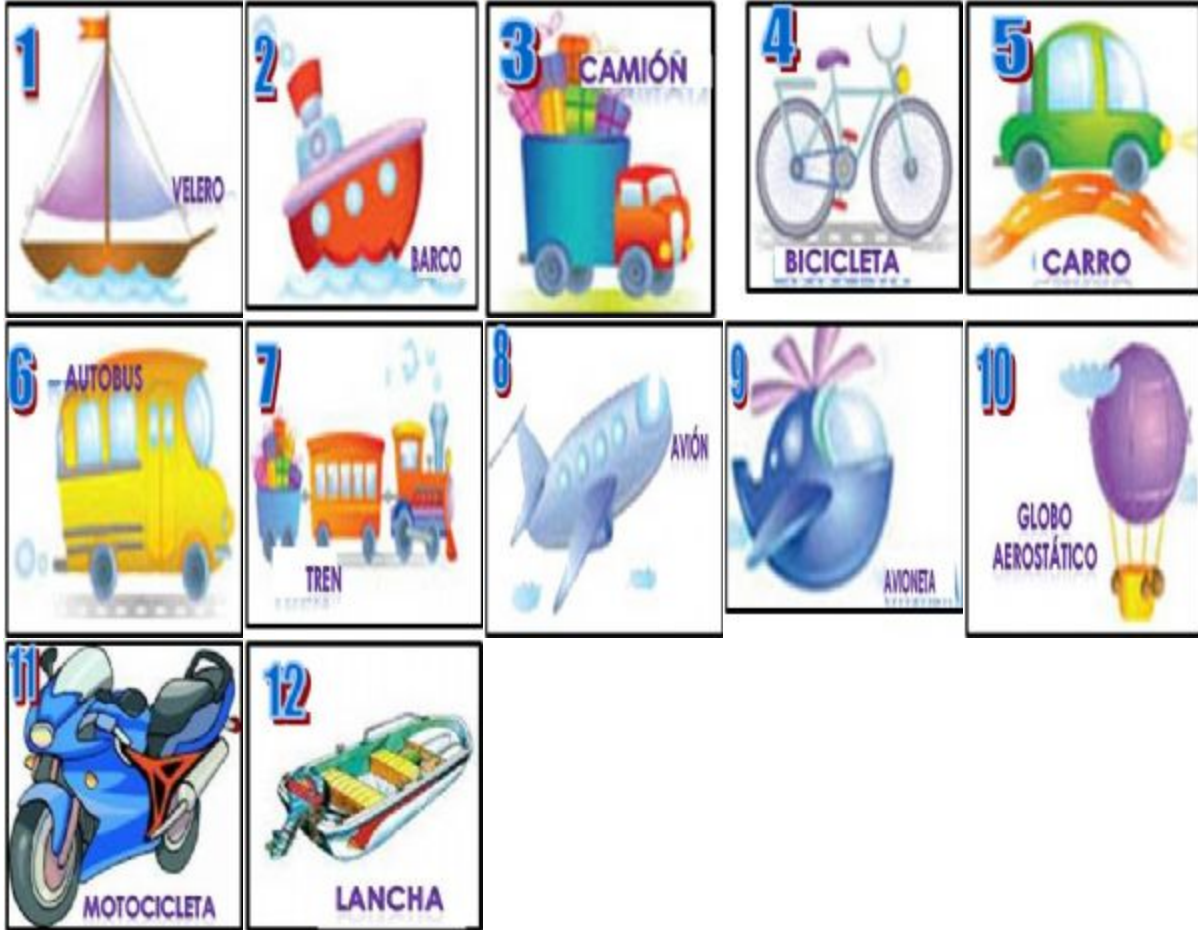 1
VELERO
2
BARCO
3
CAMIÓN
4
BICICLETA
5
CARRO
6
AUTOBUS
7
TREN
8
AVIÓN
9
AVIONETA
10
GLOBO
AEROSTÁTICO
11
MOTOCICLETA
12
LANCHA